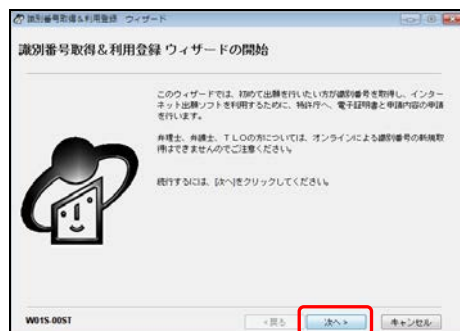 識別番号取得&利用登録 ウィザード
識別番号取得&利用登録 ウィザードの開始
このウィザードでは、初めて出願を行いたい方が識別番号を取得し、インター
ネット出願ソフトを利用するために、特許庁へ、電子証明書と申請内容の申請
を行います。
弁理士、弁護士、TLOの方については、オンラインによる識別番号の新規取
得はできませんのでご注意ください。
続行するには、[次へ]をクリックしてください。
W01S-00ST
<戻る
次へ>
キャンセル